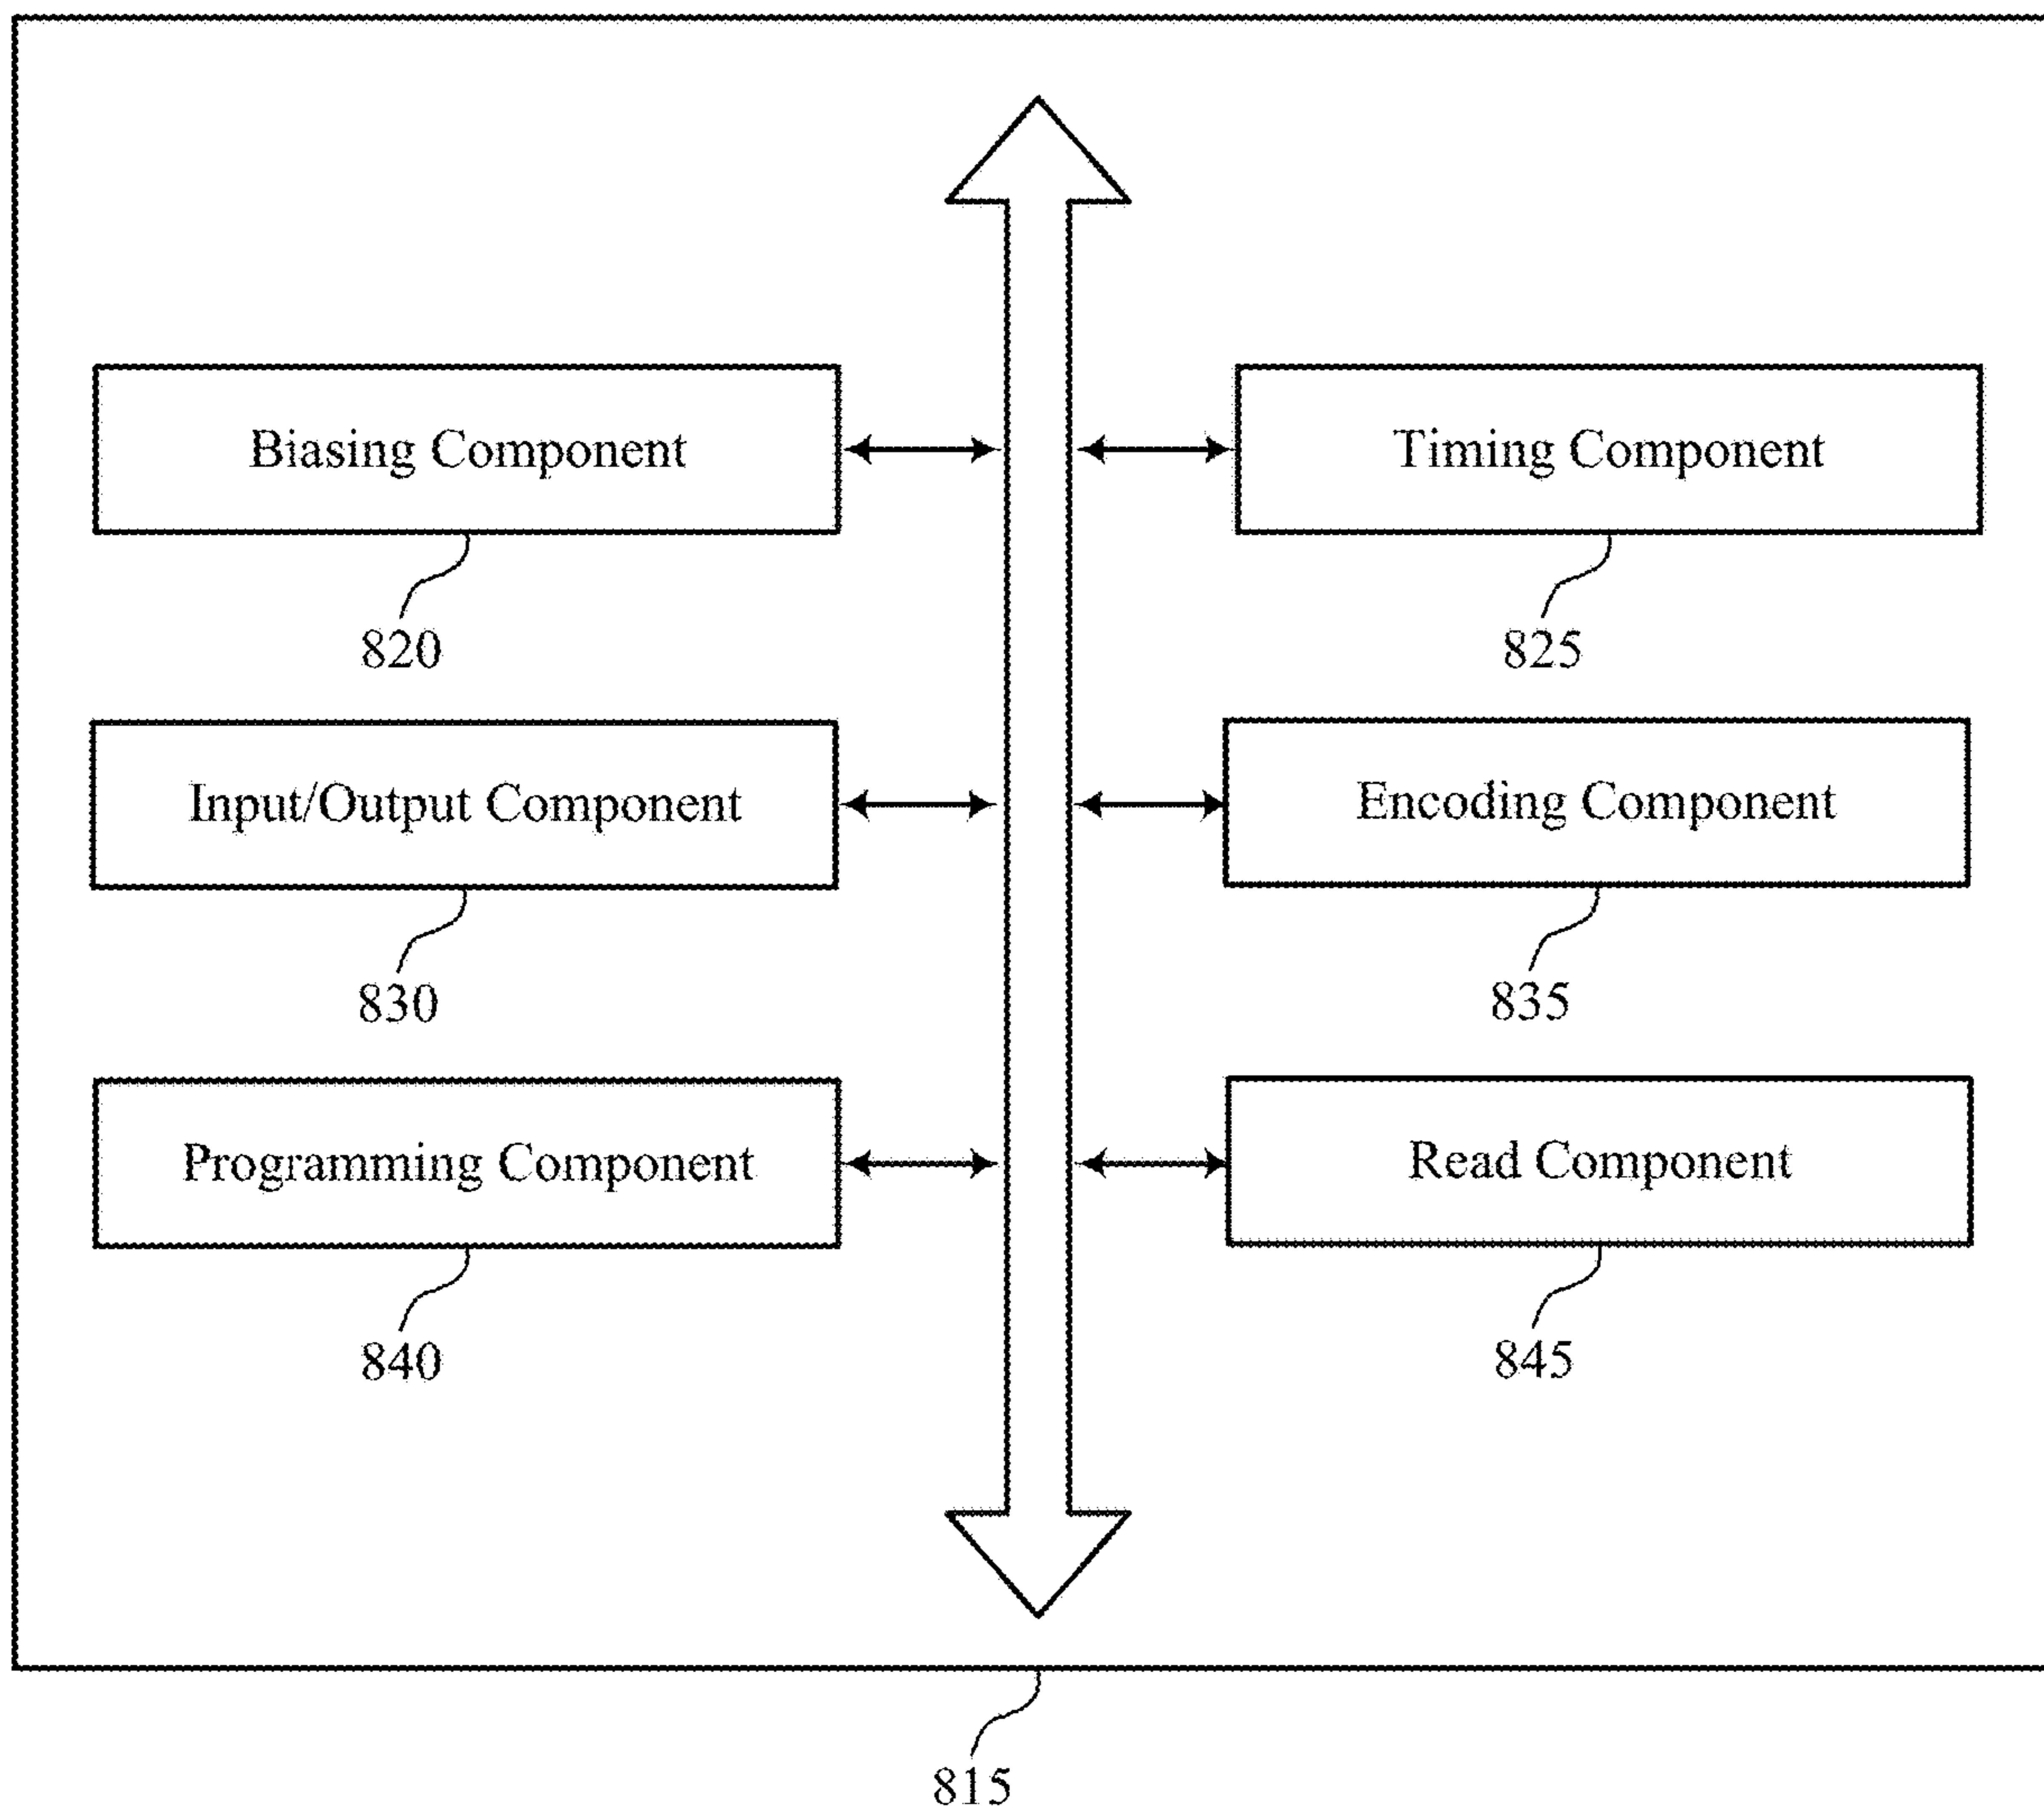 Biasing Component
Timing Component
820
825
Input/Output Component
Encoding Component
830
835
Programming Component
Read Component
840
845
815